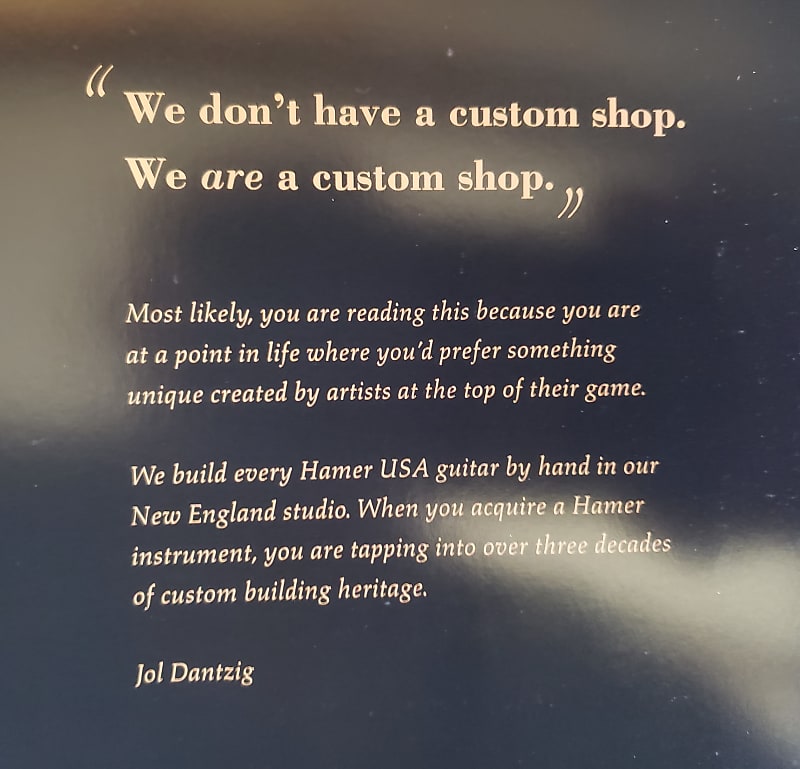 “We don’t have a custom shop.
We are a custom shop.”
Most likely, you are reading this because you are
at a point in life where you’d prefer something
unique created by artists at the top of their game.
We build every Hamer USA guitar by hand in our
New England studio. When you acquire a Hamer
instrument, you are tapping into over three decades
of custom building heritage.
Jol Dantzig